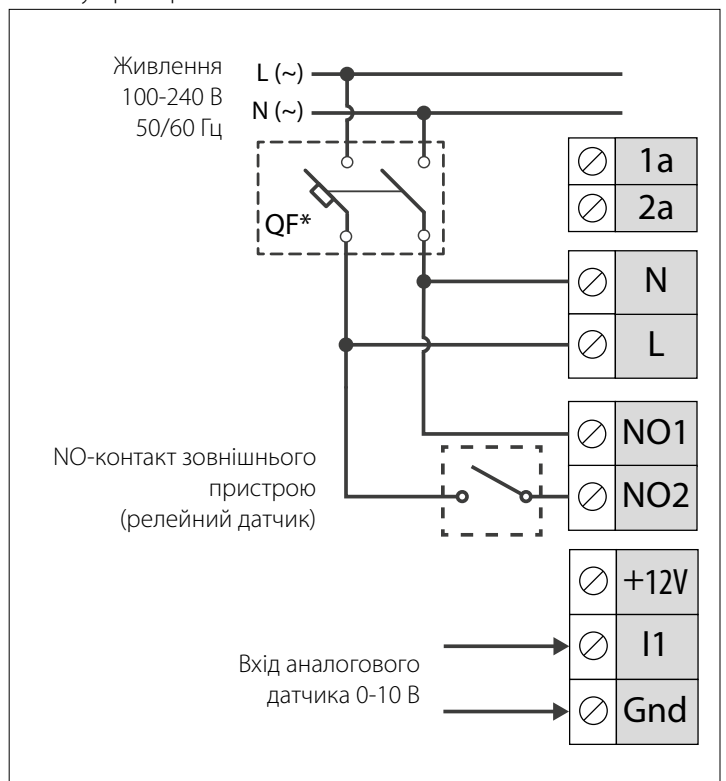 Живлення
100-240 В
50/60 Гц
L (~)
N (~)
QF*
1a
2a
N
L
NO1
NO2
NO-контакт зовнішнього
пристрою
(релейний датчик)
+12V
I1
Gnd
Вхід аналогового
датчика 0-10 В